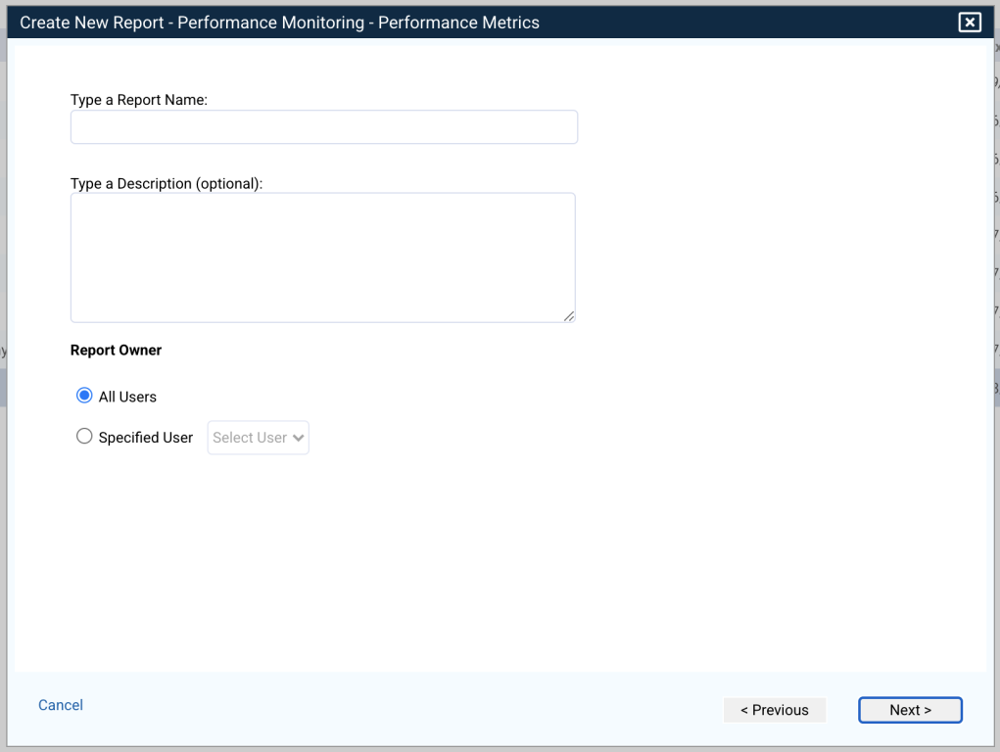 Create New Report - Performance Monitoring - Performance Metrics
Type a Report Name:
Type a Description (optional):
Report Owner
All Users
Specified User Select User
Cancel
< Previous Next >